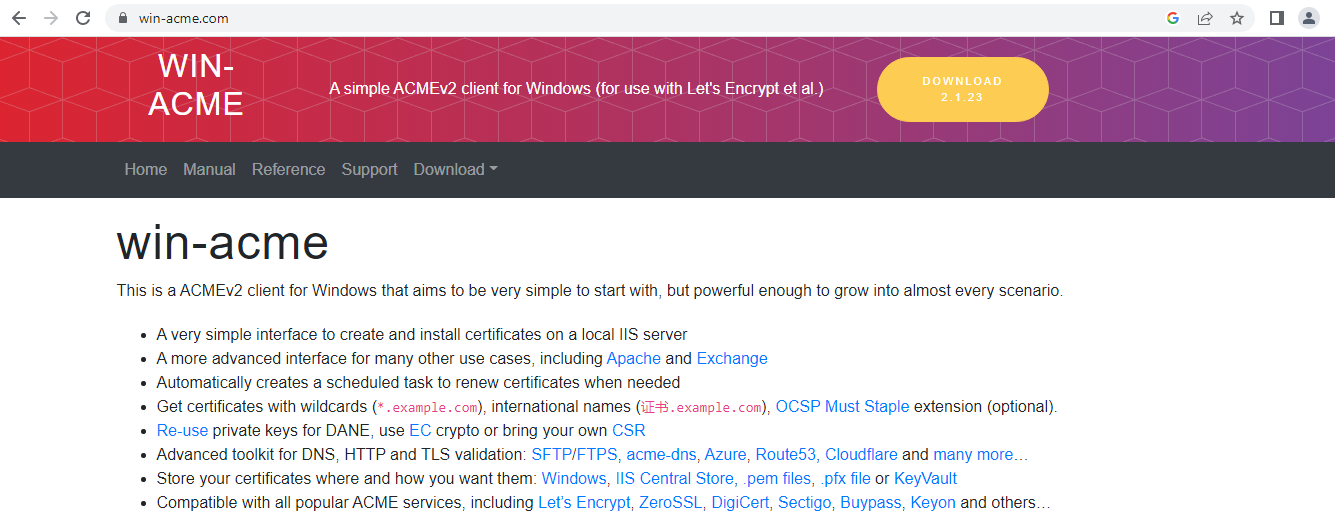 win-acme.com
WIN-
ACME
A simple ACMEv2 client for Windows (for use with Let's Encrypt et al.)
DOWNLOAD
2.1.23
Home Manual Reference Support Download
win-acme
This is a ACMEv2 client for Windows that aims to be very simple to start with, but powerful enough to grow into almost every scenario.
• A very simple interface to create and install certificates on a local IIS server
• A more advanced interface for many other use cases, including Apache and Exchange
• Automatically creates a scheduled task to renew certificates when needed
• Get certificates with wildcards (*.example.com), international names (证书.example.com), OCSP Must Staple extension (optional).
• Re-use private keys for DANE, use EC crypto or bring your own CSR
• Advanced toolkit for DNS, HTTP and TLS validation: SFTP/FTPS, acme-dns, Azure, Route53, Cloudflare and many more…
• Store your certificates where and how you want them: Windows, IIS Central Store, .pem files, .pfx file or KeyVault
• Compatible with all popular ACME services, including Let’s Encrypt, ZeroSSL, DigiCert, Sectigo, Buypass, Keyon and others…